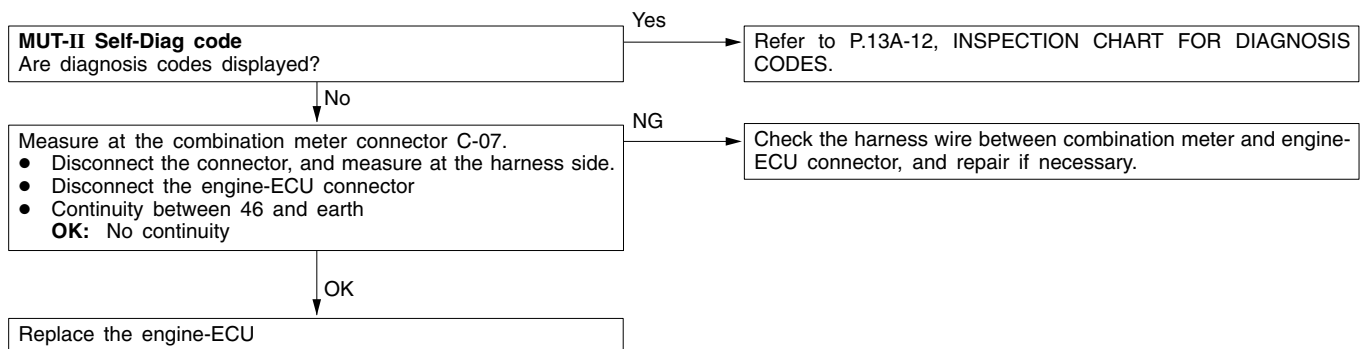 MUT-II Self-Diag code
Are diagnosis codes displayed?
Yes
Refer to P.13A-12, INSPECTION CHART FOR DIAGNOSIS
CODES.
No
Measure at the combination meter connector C-07.
● Disconnect the connector, and measure at the harness side.
● Disconnect the engine-ECU connector
● Continuity between 46 and earth
OK: No continuity
NG
Check the harness wire between combination meter and engine-
ECU connector, and repair if necessary.
OK
Replace the engine-ECU